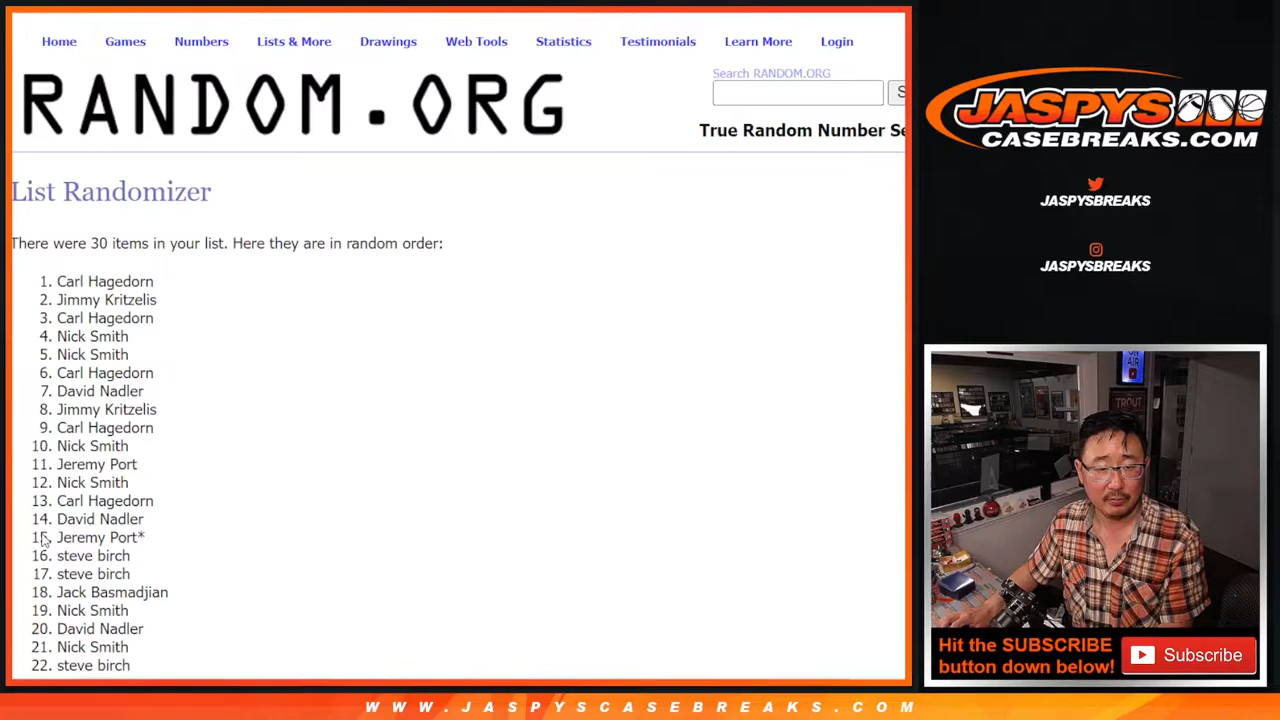 Home Games Numbers Lists & More Drawings Web Tools Statistics Testimonials Learn More Login
RANDOM.ORG
Search RANDOM.ORG
S
True Random Number Se
List Randomizer
There were 30 items in your list. Here they are in random order:
1. Carl Hagedorn
2. Jimmy Kritzelis
3. Carl Hagedorn
4. Nick Smith
5. Nick Smith
6. Carl Hagedorn
7. David Nadler
8. Jimmy Kritzelis
9. Carl Hagedorn
10. Nick Smith
11. Jeremy Port
12. Nick Smith
13. Carl Hagedorn
14. David Nadler
15. Jeremy Port*
16. steve birch
17. steve birch
18. Jack Basmadjian
19. Nick Smith
20. David Nadler
21. Nick Smith
22. steve birch
JASPYS
CASEBREAKS.COM
JASPYSBREAKS
JASPYSBREAKS
ON AIR
TROUT
Hit the SUBSCRIBE
button down below!
Subscribe
WWW.JASPYSCASEBREAKS.COM